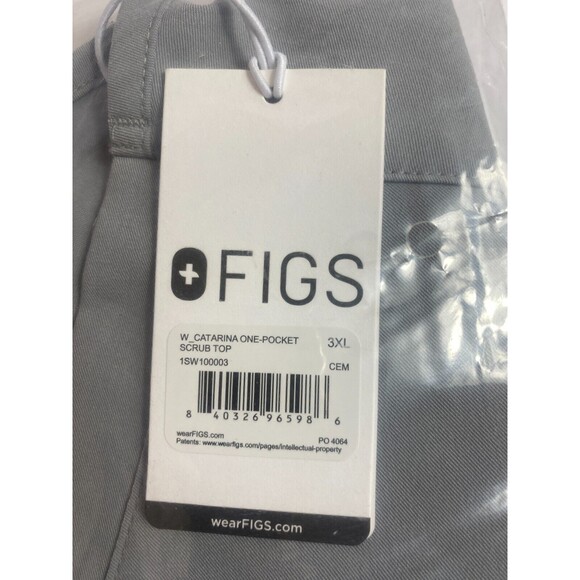 FIGS
W_CATARINA ONE-POCKET 3XL
SCRUB TOP
1SW100003 CEM
8 40326 96598 6
wearFIGS.com PO 4064
Patents: www.wearfigs.com/pages/intellectual-property
wearFIGS.com